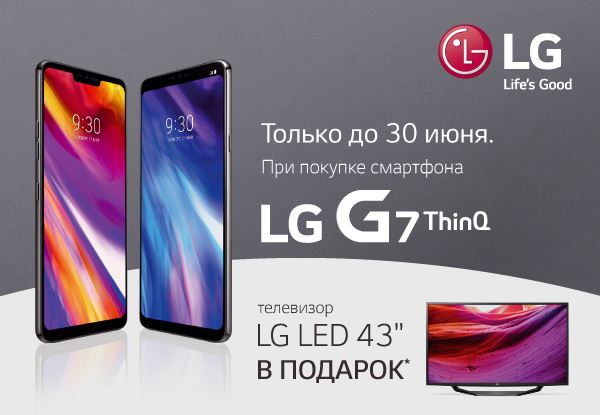 LG
Life's Good
9:30
9:30
Только до 30 июня.
При покупке смартфона
LG G7 ThinQ
телевизор
LG LED 43"
В ПОДАРОК*